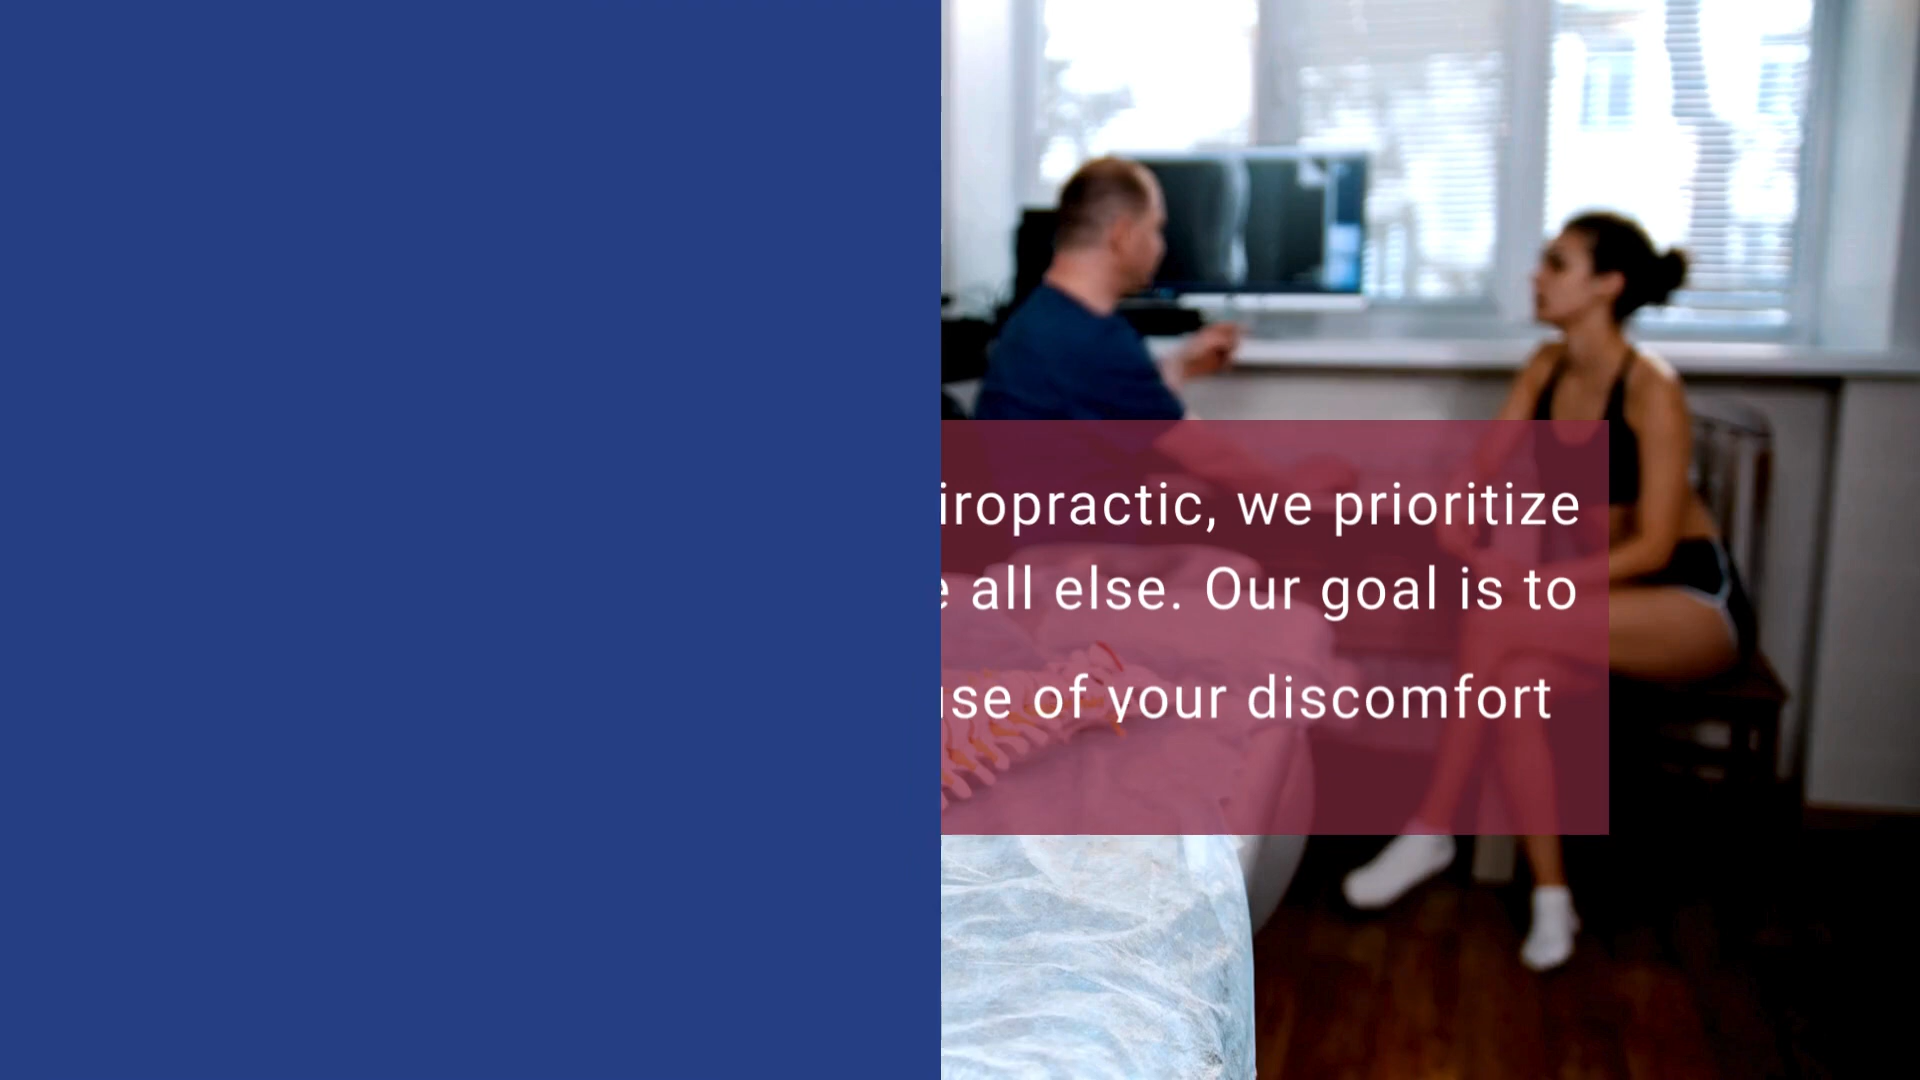 iropractic, we prioritize
all else. Our goal is to
se of your discomfort